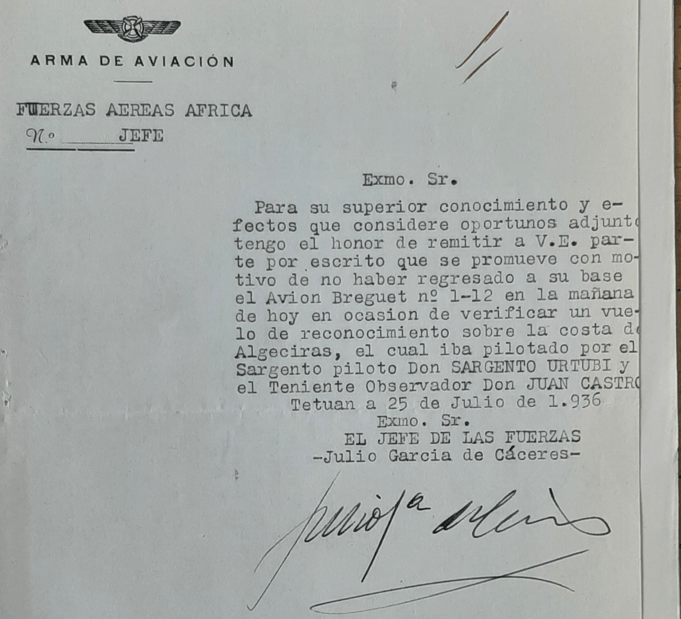 ARMA DE AVIACIÓN
FUERZAS AEREAS AFRICA
N.º JEFE
Exmo. Sr.
Para su superior conocimiento y e-
fectos que considere oportunos adjunto
tengo el honor de remitir a V.E. par-
te por escrito que se promueve con mo-
tivo de no haber regresado a su base
el Avion Breguet nº 1-12 en la mañana
de hoy en ocasion de verificar un vue-
lo de reconocimiento sobre la costa de
Algeciras, el cual iba pilotado por el
Sargento piloto Don SARGENTO URTUBI y
el Teniente Observador Don JUAN CASTRO
Tetuan a 25 de Julio de 1.936
Exmo. Sr.
EL JEFE DE LAS FUERZAS
-Julio Garcia de Cáceres-